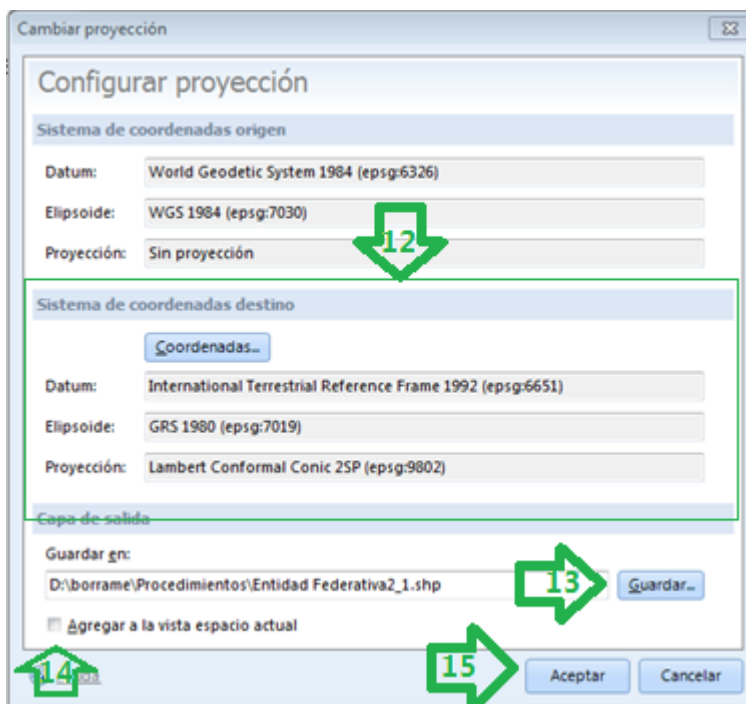 Cambiar proyección
Configurar proyección
Sistema de coordenadas origen
Datum: World Geodetic System 1984 (epsg:6326)
Elipsoide: WGS 1984 (epsg:7030)
Proyección: Sin proyección
12
Sistema de coordenadas destino
Coordenadas...
Datum: International Terrestrial Reference Frame 1992 (epsg:6651)
Elipsoide: GRS 1980 (epsg:7019)
Proyección: Lambert Conformal Conic 2SP (epsg:9802)
Capa de salida
Guardar en:
D:\borrame\Procedimientos\Entidad Federativa2_1.shp
13
Guardar...
Agregar a la vista espacio actual
14
15
Aceptar
Cancelar